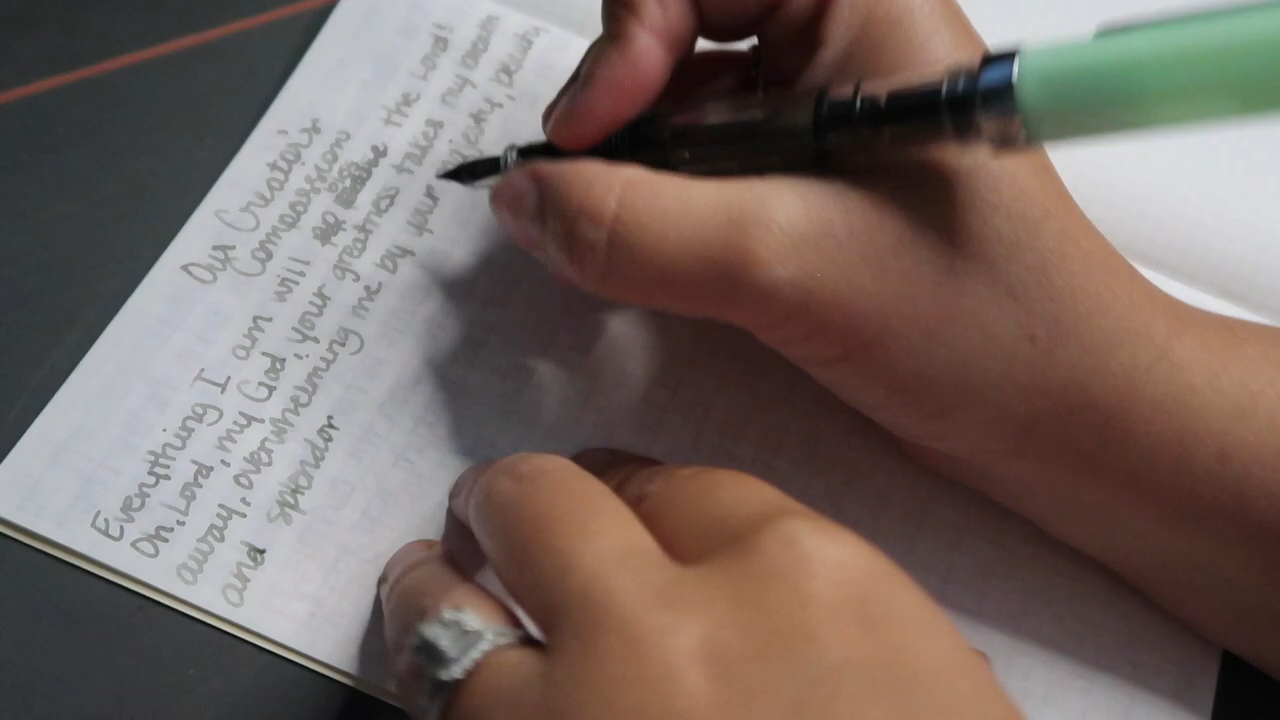 Our Creator's
Compassion
Everything I am will the Lord!
Oh, Lord, my God, your greatness takes my
away, overwhelming me by your majesty, beauty
and splendor